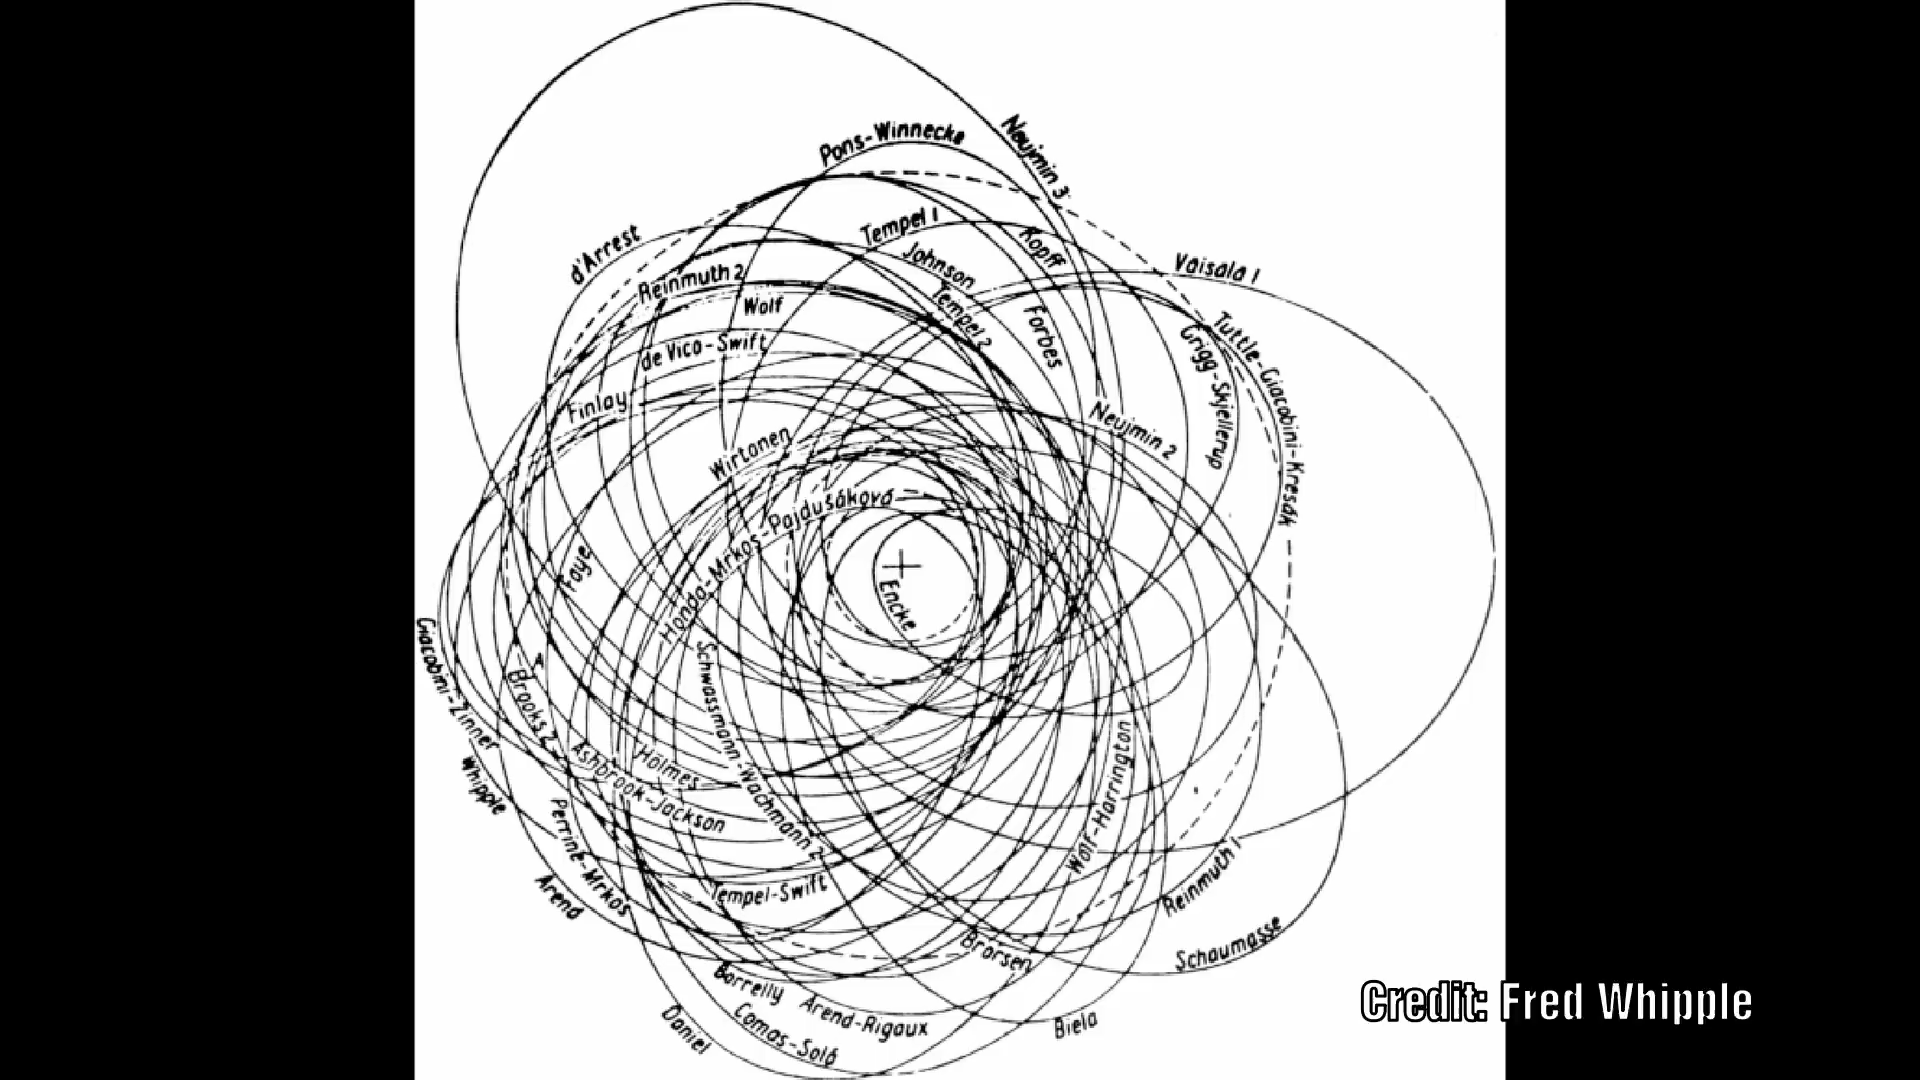 Pons-Winnecke
Neujmin 3
d'Arrest
Tempel 1
Kopff
Johnson
Vaisala 1
Reinmuth 2
Wolf
Tempel 2
Forbes
Tuttle-Giacobini-Kresák
Grigg-Skjellerup
de Vico-Swift
Finlay
Neujmin 2
Wirtanen
Honda-Mrkos-Pajdušáková
Faye
Encke
Giacobini-Zinner
Schwassmann-Wachmann 2
Brooks 2
Holmes
Ashbrook-Jackson
Wolf-Harrington
Whipple
Perrine-Mrkos
Arend
Tempel-Swift
Reinmuth 1
Brorsen
Schaumasse
Borrelly
Arend-Rigaux
Comas-Solá
Daniel
Biela
Credit: Fred Whipple